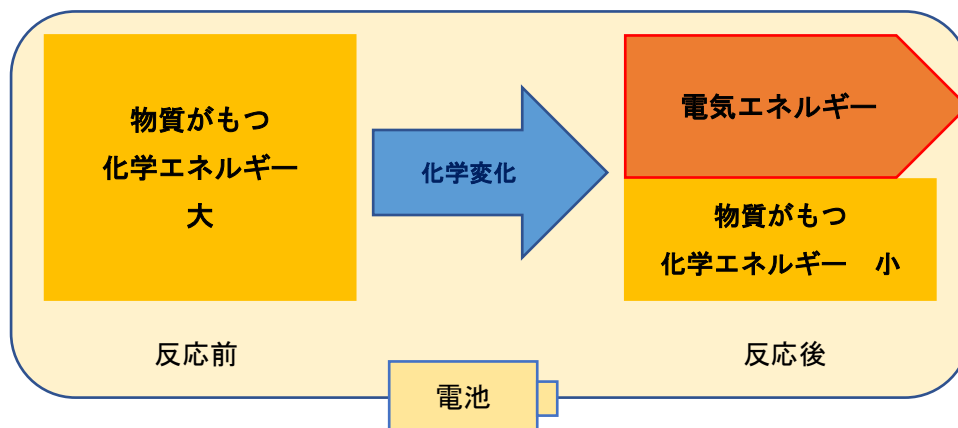 物質がもつ
化学エネルギー
大
化学変化
電気エネルギー
物質がもつ
化学エネルギー　小
反応前
反応後
電池